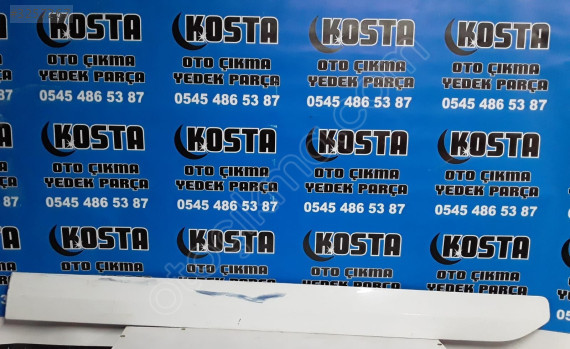 KOSTA KOSTA KOSTA KOSTA
OTO ÇIKMA OTO ÇIKMA OTO ÇIKMA OTO ÇIKMA
YEDEK PARÇA YEDEK PARÇA YEDEK PARÇA YEDEK PARÇA
0545 486 53 87 0545 486 53 87 0545 486 53 87 0545 486 53 87
KOSTA KOSTA KOSTA KOSTA
OTO ÇIKMA OTO ÇIKMA OTO ÇIKMA OTO ÇIKMA
YEDEK PARÇA YEDEK PARÇA YEDEK PARÇA YEDEK PARÇA
0545 486 53 87 0545 486 53 87 0545 486 53 87 0545 486 53 87
KOSTA KOSTA KOSTA KOSTA
OTO ÇIKMA OTO ÇIKMA OTO ÇIKMA OTO ÇIKMA
YEDEK PARÇA YEDEK PARÇA YEDEK PARÇA